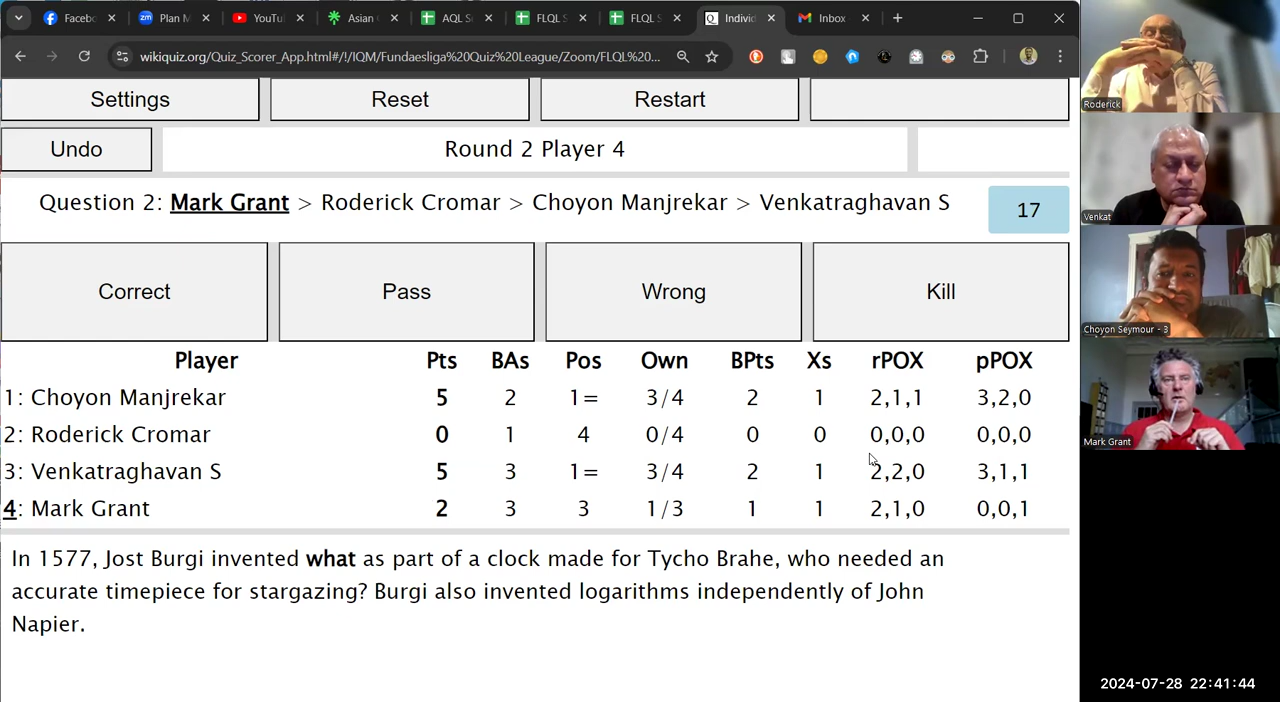 Facebo
Plan M
YouTu
Asian
AQL S
FLQL S
FLQL S
Individ
Inbox
wikiquiz.org/Quiz_Scorer_App.html#/!/IQM/Fundaesliga%20Quiz%20League/Zoom/FLQL%20...
Settings Reset Restart
Undo Round 2 Player 4
Question 2: Mark Grant > Roderick Cromar > Choyon Manjrekar > Venkatraghavan S 17
Correct Pass Wrong Kill
Player Pts BAs Pos Own BPts Xs rPOX pPOX
1: Choyon Manjrekar 5 2 1= 3/4 2 1 2,1,1 3,2,0
2: Roderick Cromar 0 1 4 0/4 0 0 0,0,0 0,0,0
3: Venkatraghavan S 5 3 1= 3/4 2 1 2,2,0 3,1,1
4: Mark Grant 2 3 3 1/3 1 1 2,1,0 0,0,1
In 1577, Jost Burgi invented what as part of a clock made for Tycho Brahe, who needed an
accurate timepiece for stargazing? Burgi also invented logarithms independently of John
Napier.
Roderick
Venkat
Choyon Seymour - 3
Mark Grant
2024-07-28 22:41:44